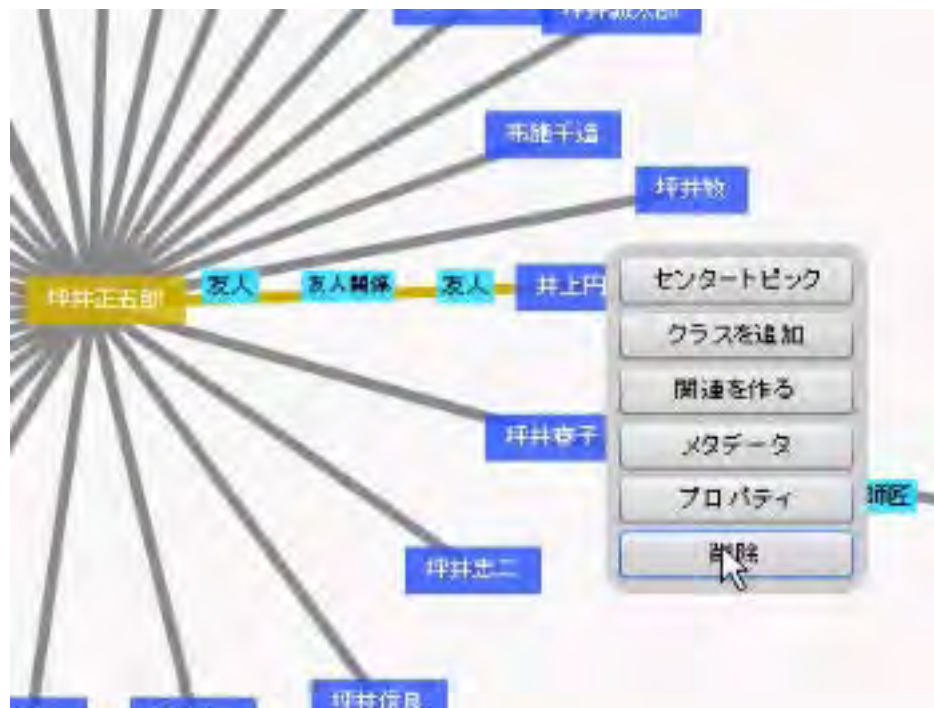 布施千造
坪井牧
坪井正五郎
友人
友人関係
友人
井上円
センタートピック
クラスを追加
関連を作る
メタデータ
プロパティ
削除
坪井春子
師匠
坪井忠二
坪井信良